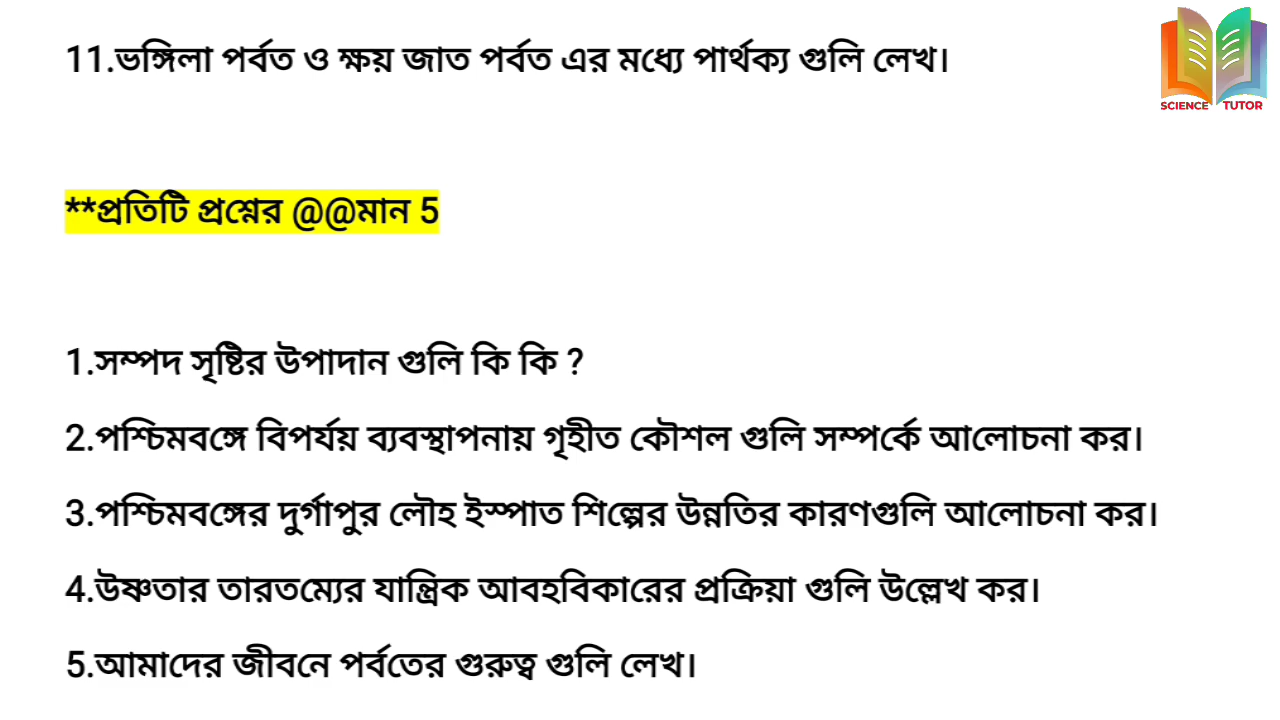 11.ভঙ্গিলা পর্বত ও ক্ষয় জাত পর্বত এর মধ্যে পার্থক্য গুলি লেখ।
SCIENCE TUTOR
**প্রতিটি প্রশ্নের @@মান 5
1.সম্পদ সৃষ্টির উপাদান গুলি কি কি ?
2.পশ্চিমবঙ্গে বিপর্যয় ব্যবস্থাপনায় গৃহীত কৌশল গুলি সম্পর্কে আলোচনা কর।
3.পশ্চিমবঙ্গের দুর্গাপুর লৌহ ইস্পাত শিল্পের উন্নতির কারণগুলি আলোচনা কর।
4.উষ্ণতার তারতম্যের যান্ত্রিক আবহবিকারের প্রক্রিয়া গুলি উল্লেখ কর।
5.আমাদের জীবনে পর্বতের গুরুত্ব গুলি লেখ।